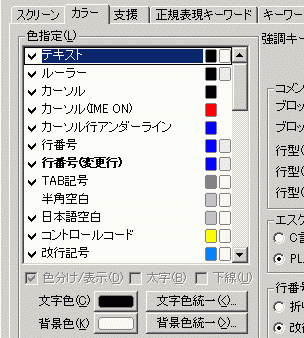 スクリーン カラー 支援 正規表現キーワード キーワー
色指定(L) 強調キー
テキスト
ルーラー
カーソル コメン
カーソル(IME ON) ブロッ
カーソル行アンダーライン ブロッ
行番号 行型(
行番号(変更行) 行型(
TAB記号 行型(
半角空白
日本語空白 エスケ
コントロールコード C言
改行記号 PL
色分け/表示(D) 太字(B) 下線(U)
行番号
文字色(C) 文字色統一(X)... 折り
背景色(K) 背景色統一(Z)... 改行